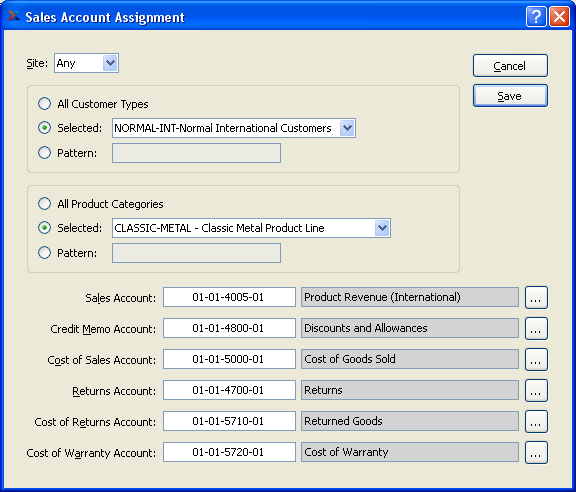 Sales Account Assignment
Site: Any
Cancel
Save
All Customer Types
Selected: NORMAL-INT-Normal International Customers
Pattern:
All Product Categories
Selected: CLASSIC-METAL - Classic Metal Product Line
Pattern:
Sales Account: 01-01-4005-01 Product Revenue (International) ...
Credit Memo Account: 01-01-4800-01 Discounts and Allowances ...
Cost of Sales Account: 01-01-5000-01 Cost of Goods Sold ...
Returns Account: 01-01-4700-01 Returns ...
Cost of Returns Account: 01-01-5710-01 Returned Goods ...
Cost of Warranty Account: 01-01-5720-01 Cost of Warranty ...